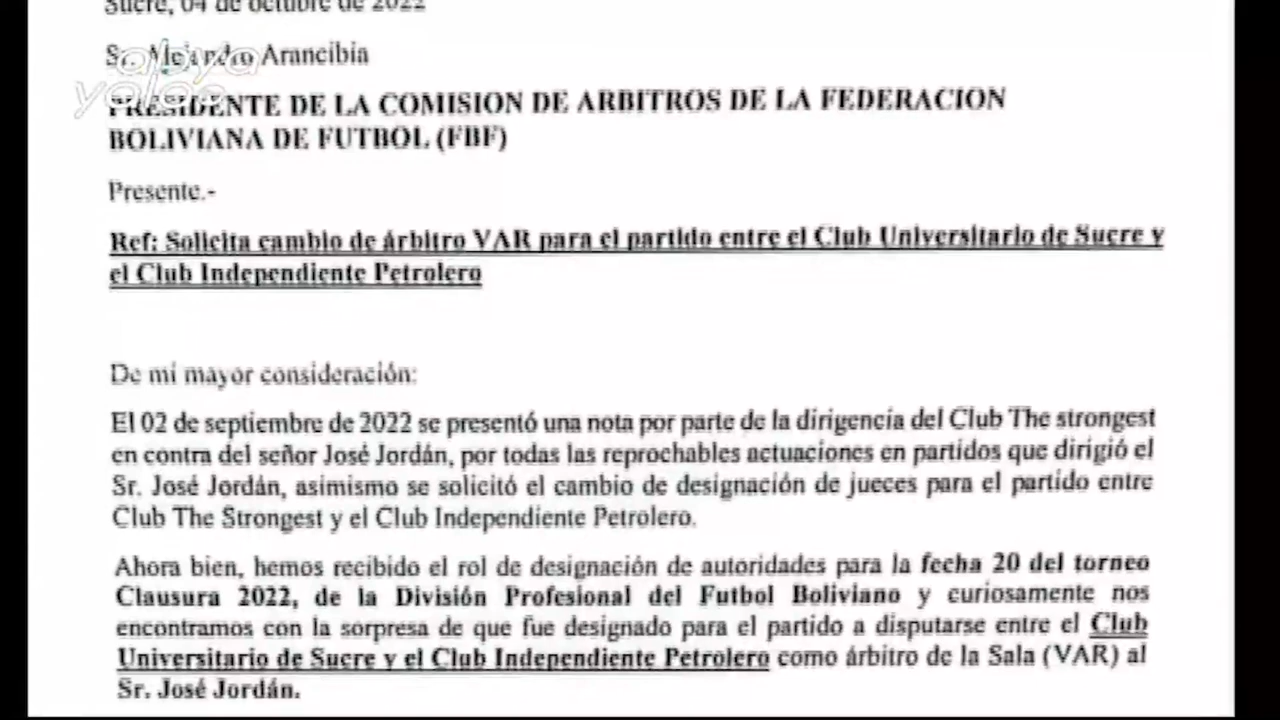 Sucre, 04 de octubre de 2022
Sr. Alejandro Arancibia
abya
yala
PRESIDENTE DE LA COMISION DE ARBITROS DE LA FEDERACION
BOLIVIANA DE FUTBOL (FBF)
Presente.-
Ref: Solicita cambio de árbitro VAR para el partido entre el Club Universitario de Sucre y
el Club Independiente Petrolero
De mi mayor consideración:
El 02 de septiembre de 2022 se presentó una nota por parte de la dirigencia del Club The strongest
en contra del señor José Jordán, por todas las reprochables actuaciones en partidos que dirigió el
Sr. José Jordán, asimismo se solicitó el cambio de designación de jueces para el partido entre
Club The Strongest y el Club Independiente Petrolero.
Ahora bien, hemos recibido el rol de designación de autoridades para la fecha 20 del torneo
Clausura 2022, de la División Profesional del Futbol Boliviano y curiosamente nos
encontramos con la sorpresa de que fue designado para el partido a disputarse entre el Club
Universitario de Sucre y el Club Independiente Petrolero como árbitro de la Sala (VAR) al
Sr. José Jordán.